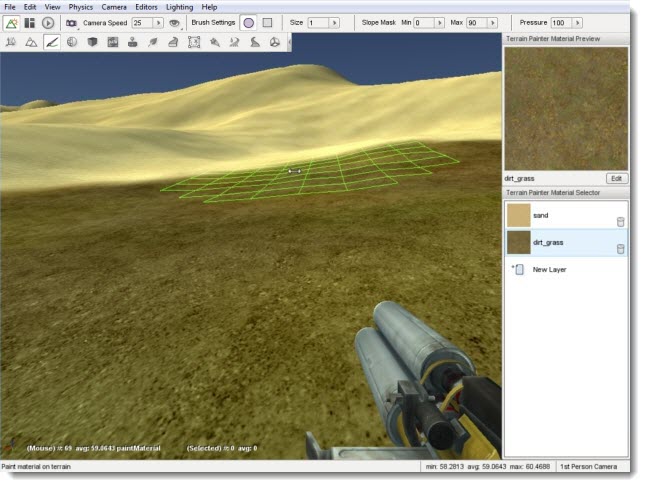 File Edit View Physics Camera Editors Lighting Help
Camera Speed 25 Brush Settings Size 1 Slope Mask Min 0 Max 90 Pressure 100
Terrain Painter Material Preview
dirt_grass Edit
Terrain Painter Material Selector
sand
dirt_grass
New Layer
(Mouse) #: 69 avg: 59.0643 paintMaterial (Selected) #: 0 avg: 0
Paint material on terrain min: 58.2813 avg: 59.0643 max: 60.4688 1st Person Camera